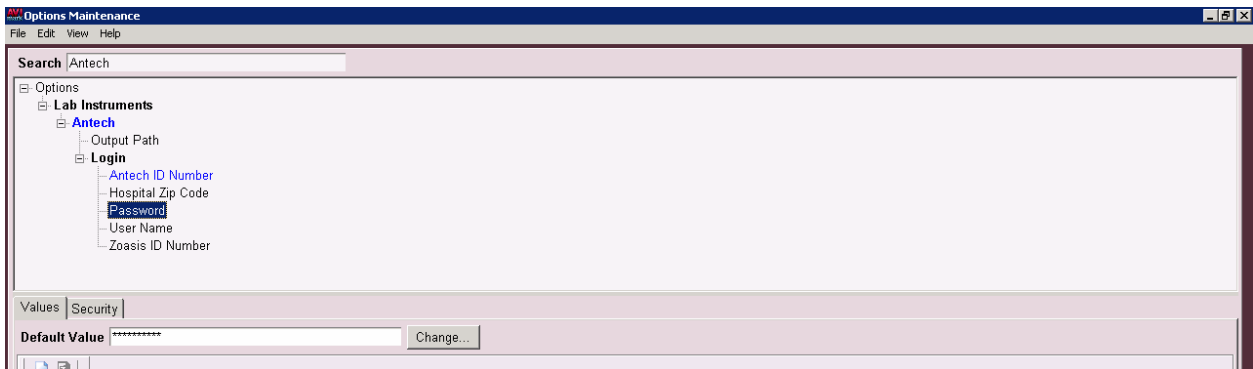 AVI Options Maintenance
File Edit View Help
Search Antech
Options
Lab Instruments
Antech
Output Path
Login
Antech ID Number
Hospital Zip Code
Password
User Name
Zoasis ID Number
Values Security
Default Value ********** Change...